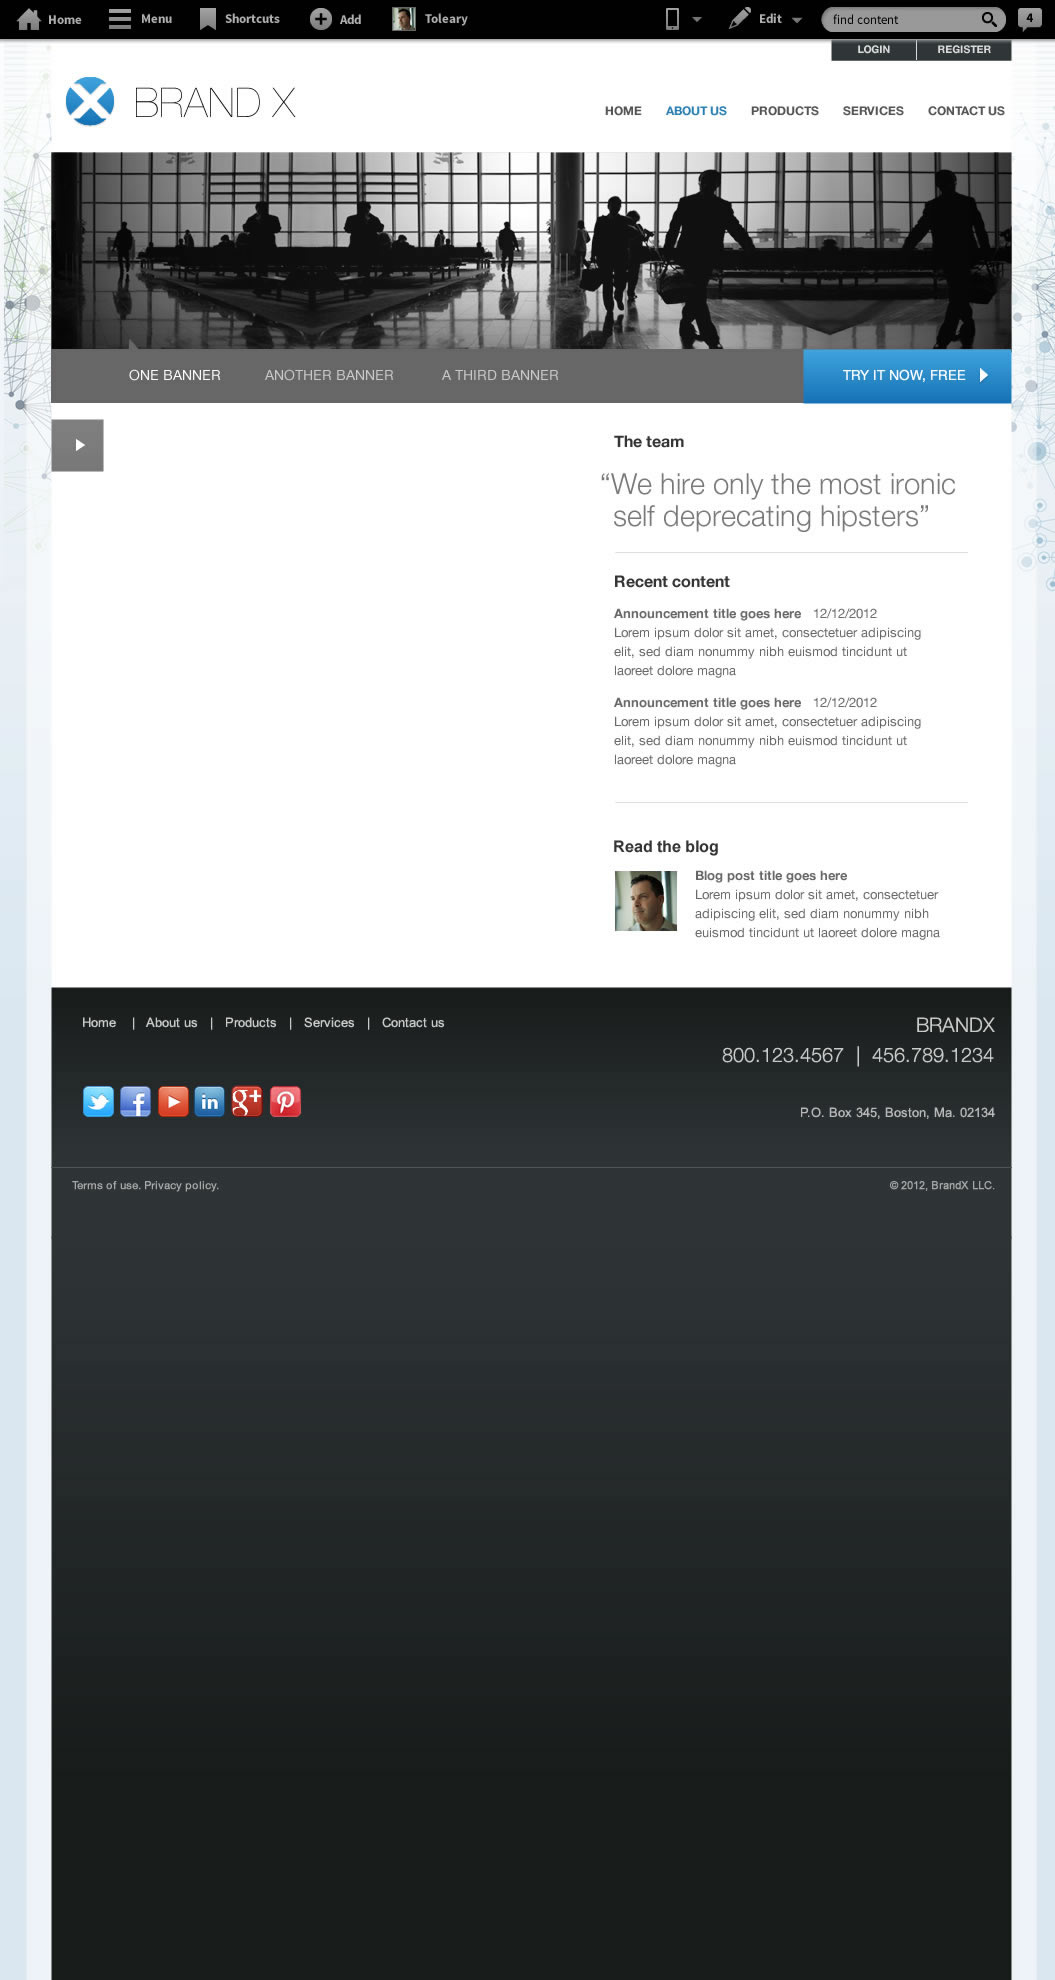 Home Menu Shortcuts Add Toleary Edit find content 4
LOGIN REGISTER
BRAND X
HOME ABOUT US PRODUCTS SERVICES CONTACT US
ONE BANNER ANOTHER BANNER A THIRD BANNER TRY IT NOW, FREE
The team
“We hire only the most ironic
self deprecating hipsters”
Recent content
Announcement title goes here 12/12/2012
Lorem ipsum dolor sit amet, consectetuer adipiscing
elit, sed diam nonummy nibh euismod tincidunt ut
laoreet dolore magna
Announcement title goes here 12/12/2012
Lorem ipsum dolor sit amet, consectetuer adipiscing
elit, sed diam nonummy nibh euismod tincidunt ut
laoreet dolore magna
Read the blog
Blog post title goes here
Lorem ipsum dolor sit amet, consectetuer
adipiscing elit, sed diam nonummy nibh
euismod tincidunt ut laoreet dolore magna
Home | About us | Products | Services | Contact us
BRANDX
800.123.4567 | 456.789.1234
P.O. Box 345, Boston, Ma. 02134
Terms of use. Privacy policy.
© 2012, BrandX LLC.